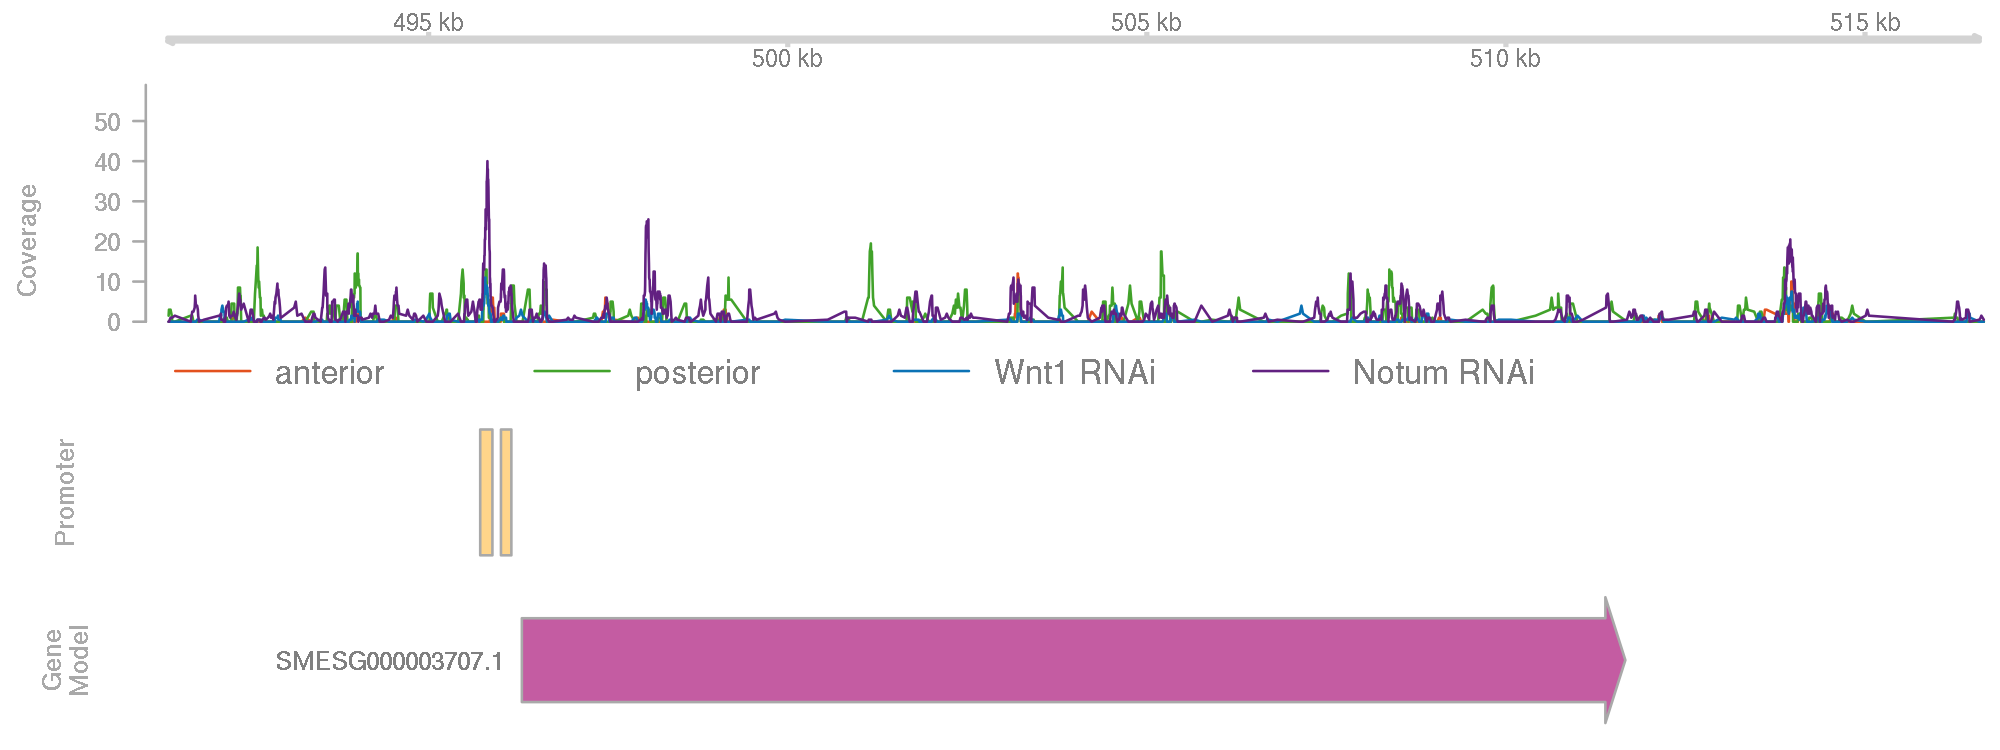 495 kb
505 kb
515 kb
500 kb
510 kb
Coverage
50
40
30
20
10
0
anterior
posterior
Wnt1 RNAi
Notum RNAi
Promoter
Gene
Model
SMESG000003707.1